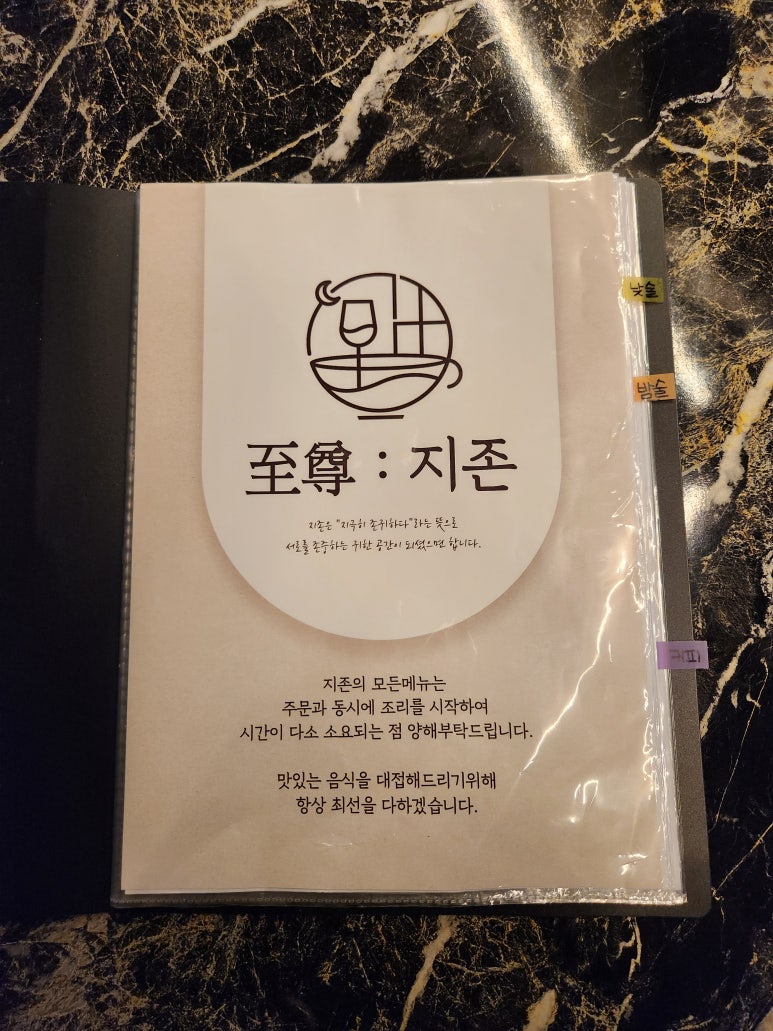 至尊 : 지존
지존은 "지극히 존귀하다"라는 뜻으로
서로를 존중하는 귀한 공간이 되셨으면 합니다.
지존의 모든메뉴는
주문과 동시에 조리를 시작하여
시간이 다소 소요되는 점 양해부탁드립니다.
맛있는 음식을 대접해드리기위해
항상 최선을 다하겠습니다.
낮술
밤술